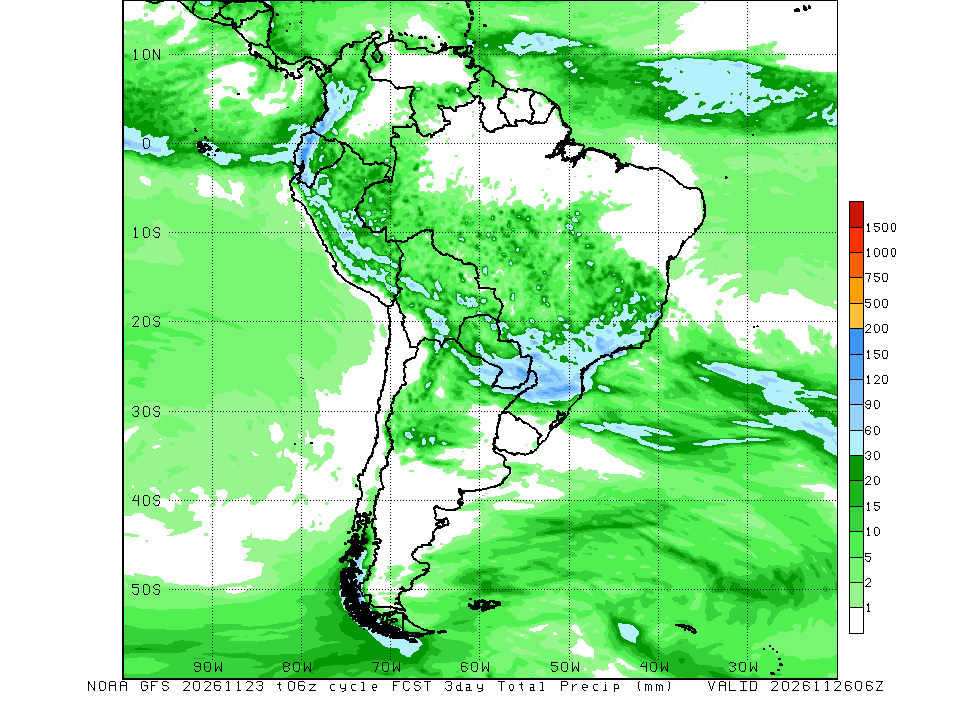 10N
0
10S
20S
30S
40S
50S
90W 80W 70W 60W 50W 40W 30W
1500
1000
750
500
200
150
120
90
60
30
20
15
10
5
2
1
NOAA GFS 20261123 t06z cycle FCST 3day Total Precip (mm) VALID 2026112606Z